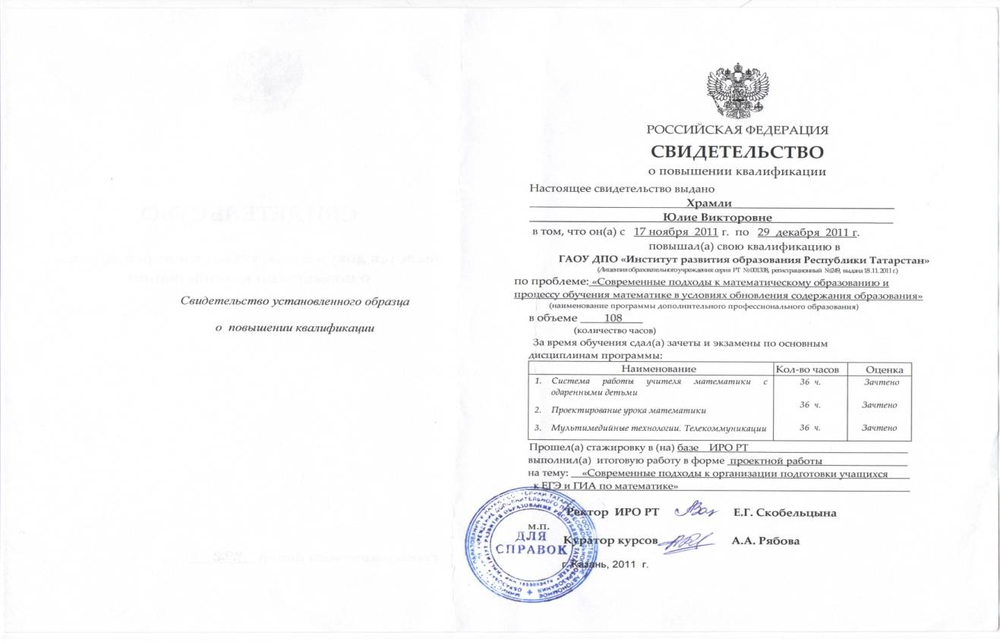 Свидетельство установленного образца
о повышении квалификации
РОССИЙСКАЯ ФЕДЕРАЦИЯ
СВИДЕТЕЛЬСТВО
о повышении квалификации
Настоящее свидетельство выдано
Храмли
Юлие Викторовне
в том, что он(а) с 17 ноября 2011 г. по 29 декабря 2011 г.
повышал(а) свою квалификацию в
ГАОУ ДПО «Институт развития образования Республики Татарстан»
(Лицензия образовательного учреждения серия РТ №001338, регистрационный №249, выдана 18.11.2011 г.)
по проблеме: «Современные подходы к математическому образованию и
процессу обучения математике в условиях обновления содержания образования»
(наименование программы дополнительного профессионального образования)
в объеме 108
(количество часов)
За время обучения сдал(а) зачеты и экзамены по основным
дисциплинам программы:
Наименование Кол-во часов Оценка
1. Система работы учителя математики с 36 ч. Зачтено
одаренными детьми
2. Проектирование урока математики 36 ч. Зачтено
3. Мультимедийные технологии. Телекоммуникации 36 ч. Зачтено
Прошел(а) стажировку в (на) базе ИРО РТ
выполнил(а) итоговую работу в форме проектной работы
на тему: «Современные подходы к организации подготовки учащихся
к ЕГЭ и ГИА по математике»
Ректор ИРО РТ Е.Г. Скобельцына
м.п.
Куратор курсов А.А. Рябова
ДЛЯ
СПРАВОК
г. Казань, 2011 г.